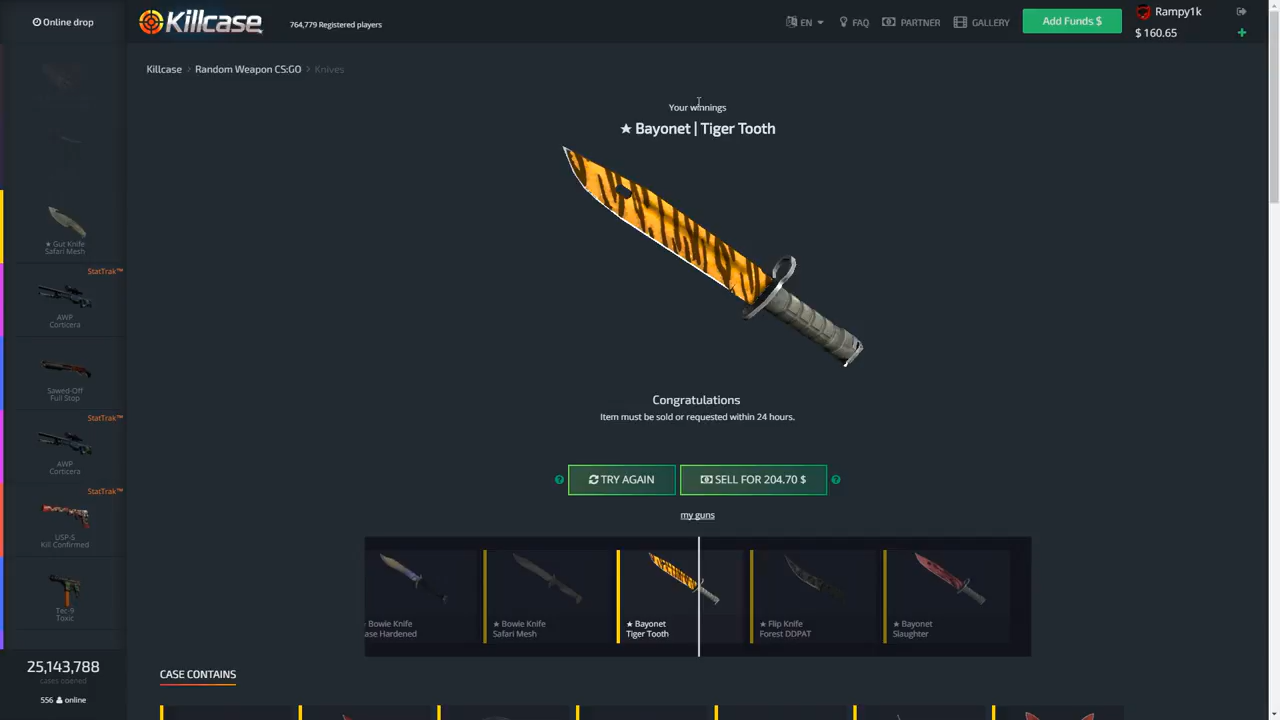 Online drop
Killcase
764,779 Registered players
EN
FAQ
PARTNER
GALLERY
Add Funds $
Rampy1k
$ 160.65
Killcase > Random Weapon CS:GO > Knives
Your winnings
★ Bayonet | Tiger Tooth
★ Gut Knife
Safari Mesh
StatTrak™
AWP
Corticera
Sawed-Off
Full Stop
StatTrak™
AWP
Corticera
StatTrak™
USP-S
Kill Confirmed
Tec-9
Toxic
25,143,788
cases opened
556 online
Congratulations
Item must be sold or requested within 24 hours.
? TRY AGAIN
SELL FOR 204.70 $ ?
my guns
★ Bowie Knife
ase Hardened
★ Bowie Knife
Safari Mesh
★ Bayonet
Tiger Tooth
★ Flip Knife
Forest DDPAT
★ Bayonet
Slaughter
CASE CONTAINS